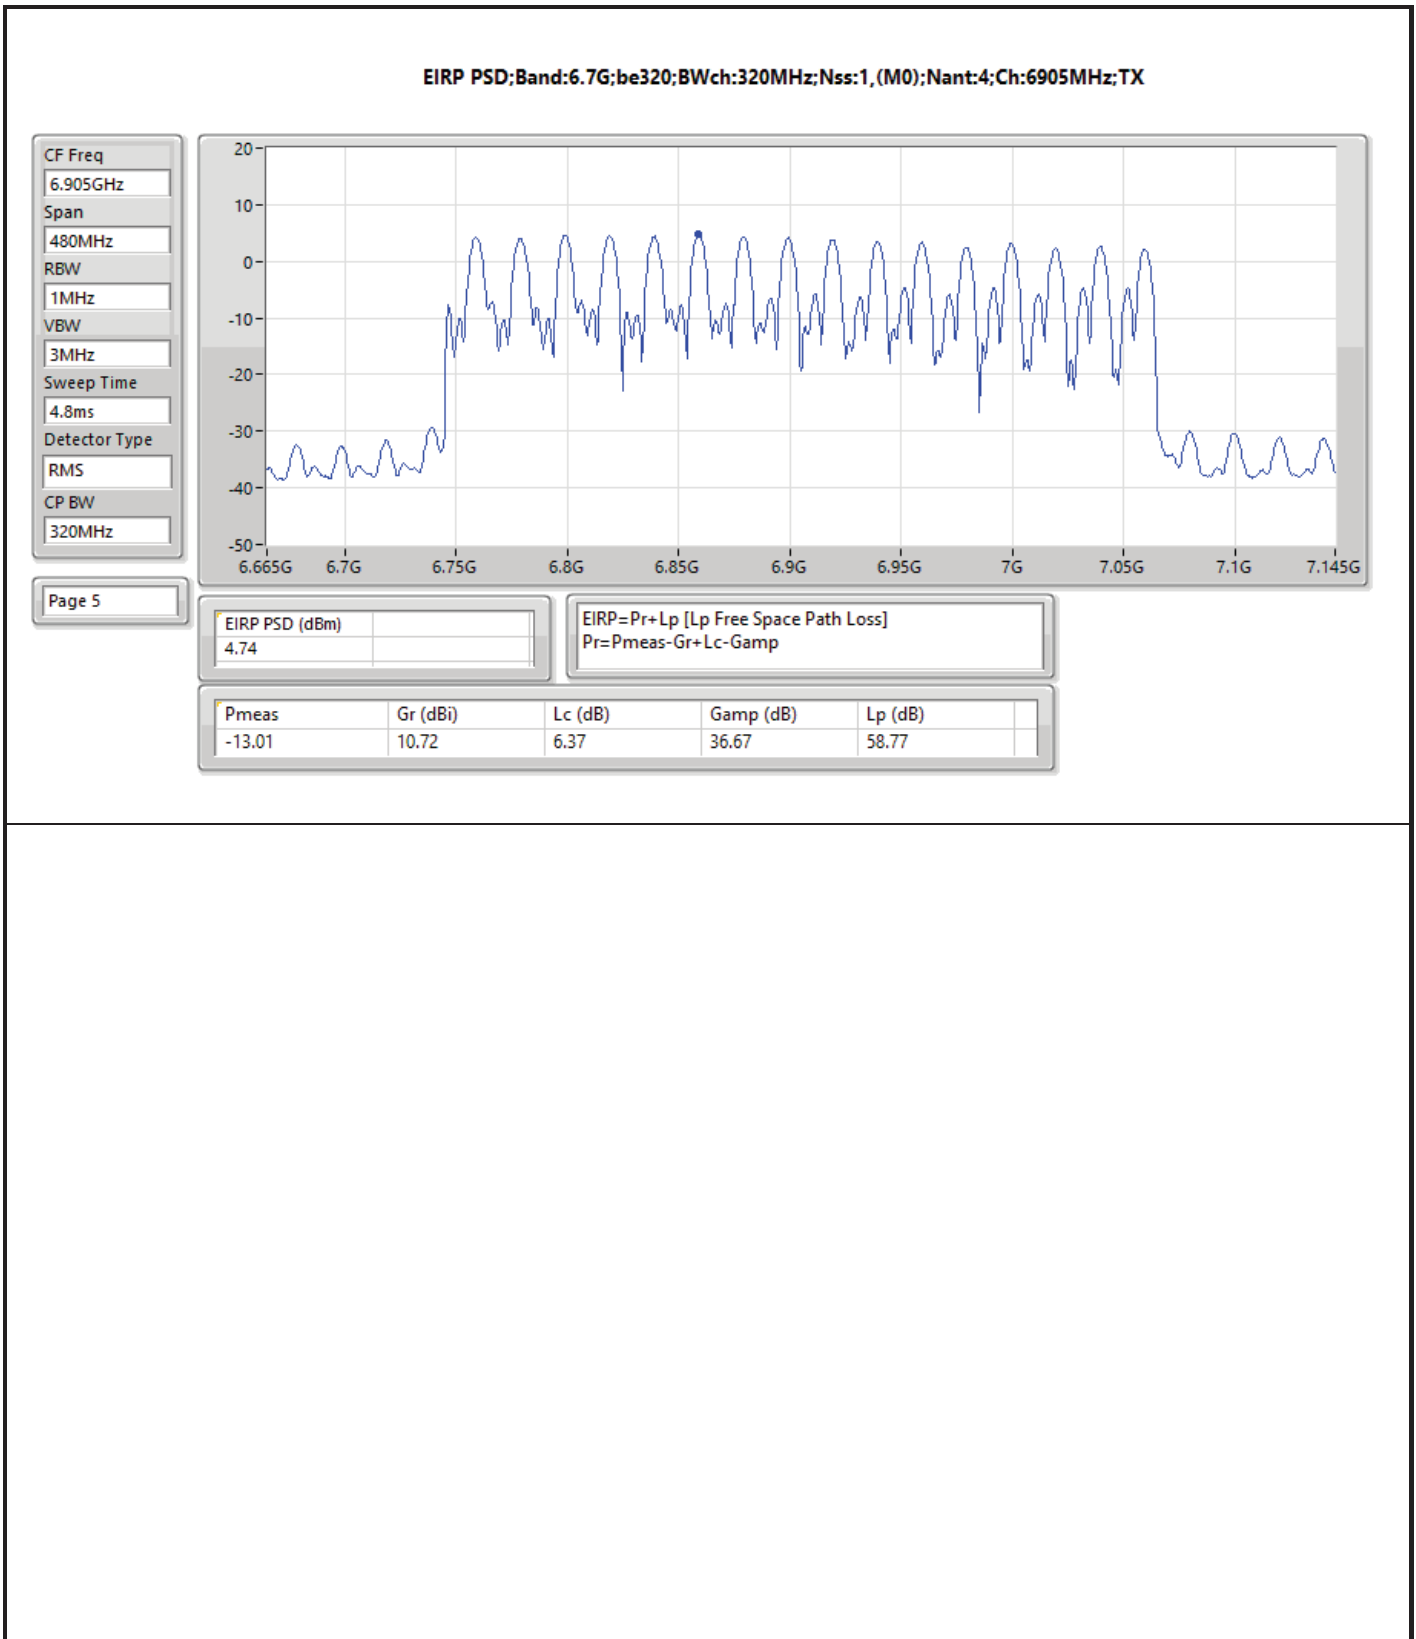 EIRP PSD;Band:6.7G;be320;BWch:320MHz;Nss:1,(M0);Nant:4;Ch:6905MHz;TX
CF Freq
6.905GHz
Span
480MHz
RBW
1MHz
VBW
3MHz
Sweep Time
4.8ms
Detector Type
RMS
CP BW
320MHz
Page 5
20
10
0
-10
-20
-30
-40
-50
6.665G 6.7G 6.75G 6.8G 6.85G 6.9G 6.95G 7G 7.05G 7.1G 7.145G
EIRP PSD (dBm)
4.74
EIRP=Pr+Lp [Lp Free Space Path Loss]
Pr=Pmeas-Gr+Lc-Gamp
Pmeas Gr (dBi) Lc (dB) Gamp (dB) Lp (dB)
-13.01 10.72 6.37 36.67 58.77